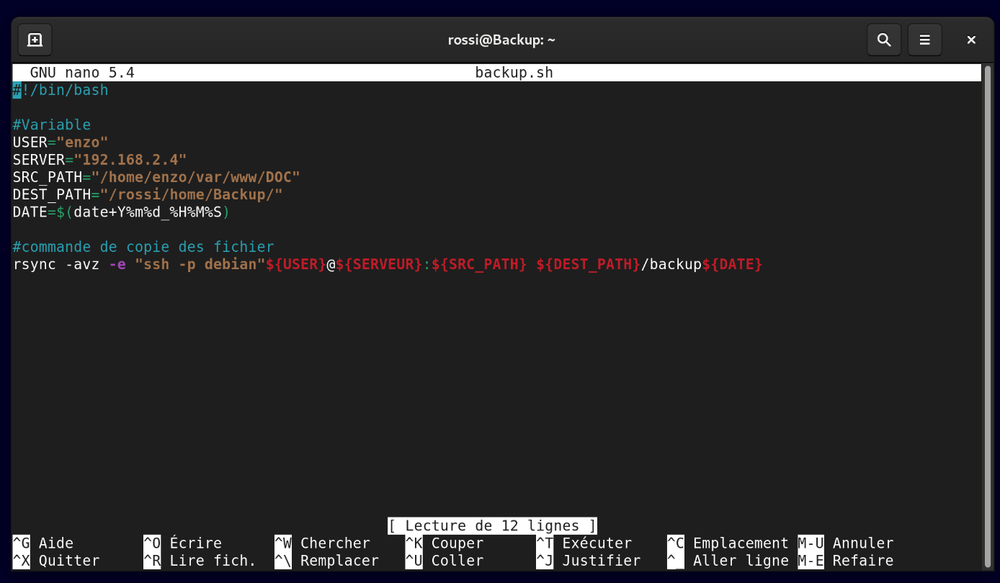 rossi@Backup: ~
GNU nano 5.4 backup.sh
#!/bin/bash
#Variable
USER="enzo"
SERVER="192.168.2.4"
SRC_PATH="/home/enzo/var/www/DOC"
DEST_PATH="/rossi/home/Backup/"
DATE=$(date+Y%m%d_%H%M%S)
#commande de copie des fichier
rsync -avz -e "ssh -p debian"${USER}@${SERVEUR}:${SRC_PATH} ${DEST_PATH}/backup${DATE}
[ Lecture de 12 lignes ]
^G Aide ^O Écrire ^W Chercher ^K Couper ^T Exécuter ^C Emplacement M-U Annuler
^X Quitter ^R Lire fich. ^\ Remplacer ^U Coller ^J Justifier ^_ Aller ligne M-E Refaire